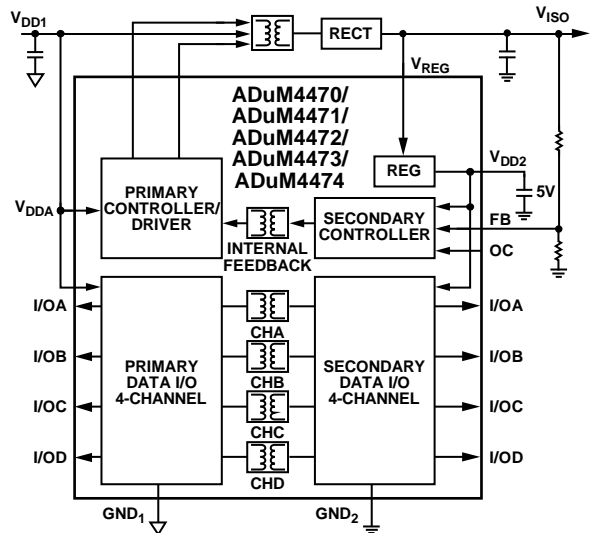 VDD1
RECT
VISO
VREG
ADuM4470/
ADuM4471/
ADuM4472/
ADuM4473/
ADuM4474
REG
VDD2
5V
VDDA
PRIMARY
CONTROLLER/
DRIVER
INTERNAL
FEEDBACK
SECONDARY
CONTROLLER
FB
OC
I/OA
CHA
I/OA
I/OB
PRIMARY
DATA I/O
4-CHANNEL
CHB
SECONDARY
DATA I/O
4-CHANNEL
I/OB
I/OC
CHC
I/OC
I/OD
CHD
I/OD
GND1
GND2